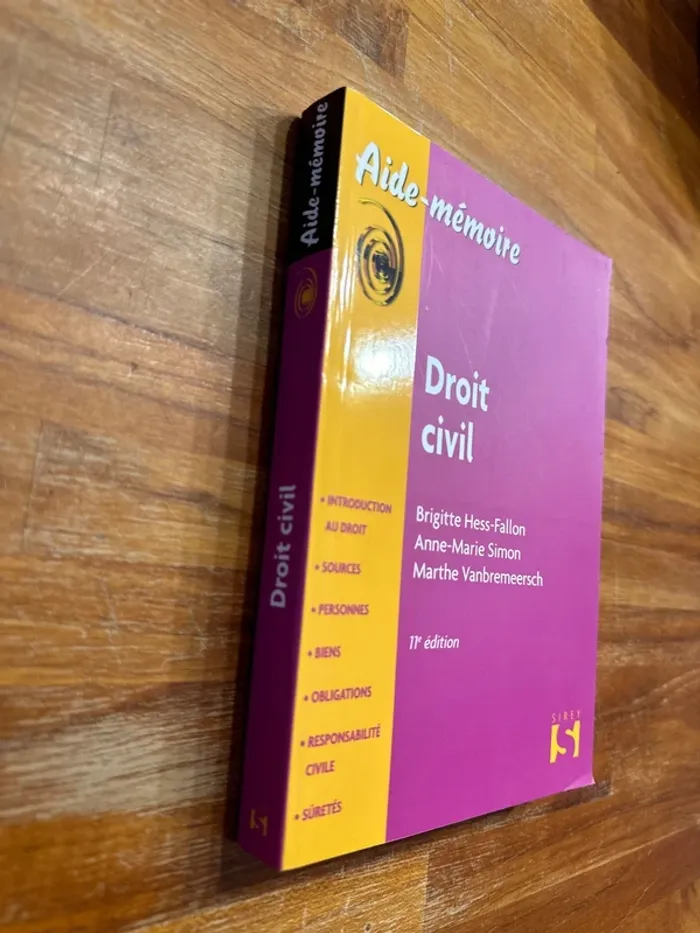 Aide-mémoire
Droit civil
Aide-mémoire
Droit
civil
Brigitte Hess-Fallon
Anne-Marie Simon
Marthe Vanbremeersch
11e édition
• INTRODUCTION
AU DROIT
• SOURCES
• PERSONNES
• BIENS
• OBLIGATIONS
• RESPONSABILITÉ
CIVILE
• SÛRETÉS
SIREY
S
S